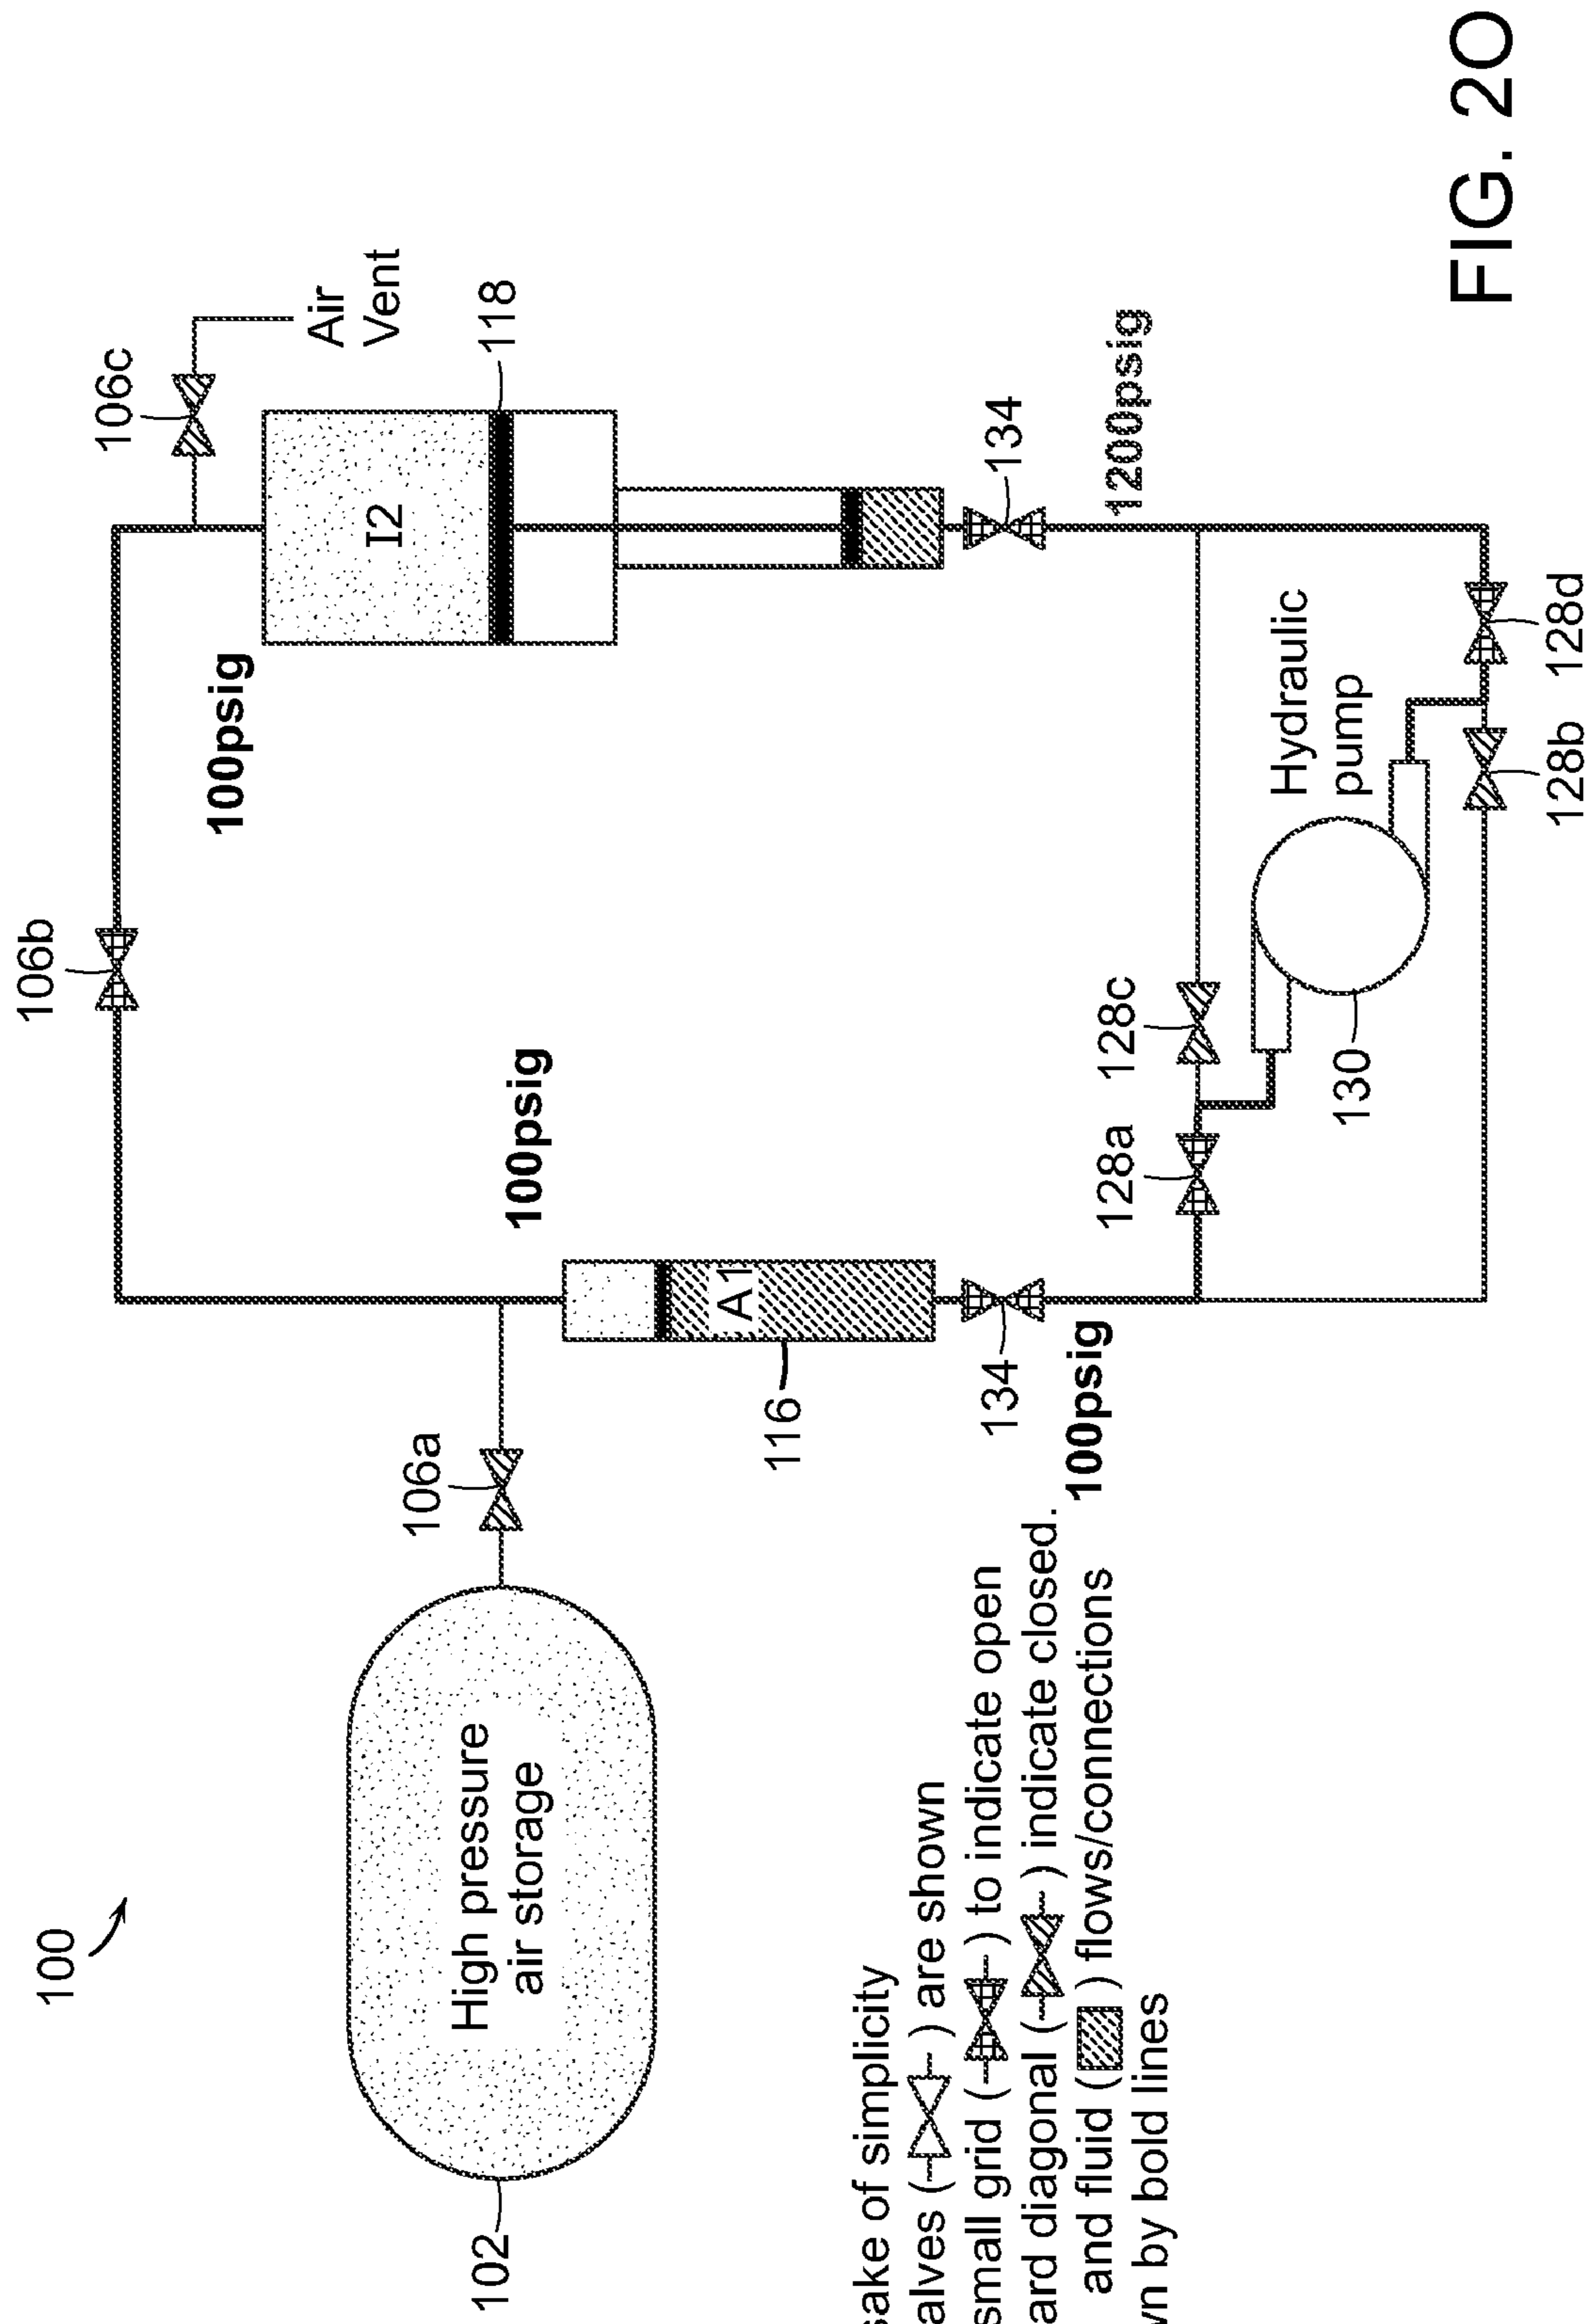 106b
100
106c
100psig
Air
Vent
106a
I2
102
High pressure
air storage
100psig
118
116
A1
134
134
sake of simplicity
alves ( ) are shown
small grid ( ) to indicate open
ard diagonal ( ) indicate closed.
and fluid ( ) flows/connections
wn by bold lines
100psig
1200psig
128a
128c
130
Hydraulic
pump
128b
128d
FIG. 2O